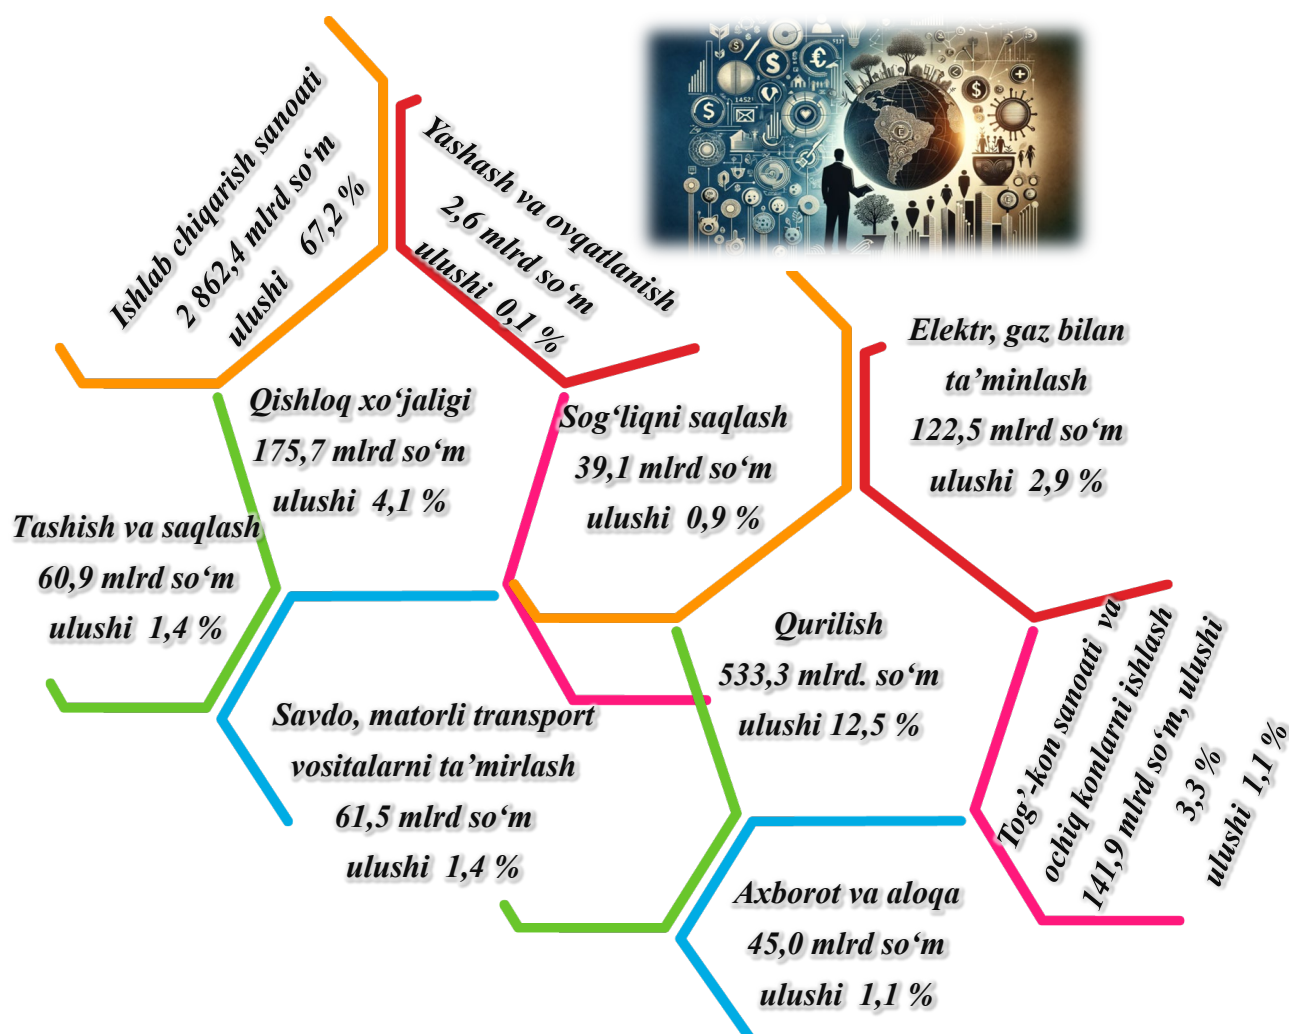 Ishlab chiqarish sanoati
2 862,4 mlrd so‘m
ulushi 67,2 %
Yashash va ovqatlanish
2,6 mlrd so‘m
ulushi 0,1 %
Qishloq xo‘jaligi
175,7 mlrd so‘m
ulushi 4,1 %
Sog‘liqni saqlash
39,1 mlrd so‘m
ulushi 0,9 %
Elektr, gaz bilan
ta’minlash
122,5 mlrd so‘m
ulushi 2,9 %
Tashish va saqlash
60,9 mlrd so‘m
ulushi 1,4 %
Savdo, matorli transport
vositalarni ta’mirlash
61,5 mlrd so‘m
ulushi 1,4 %
Qurilish
533,3 mlrd. so‘m
ulushi 12,5 %
Tog’-kon sanoati va
ochiq konlarni ishlash
141,9 mlrd so‘m, ulushi
3,3 %
ulushi 1,1 %
Axborot va aloqa
45,0 mlrd so‘m
ulushi 1,1 %